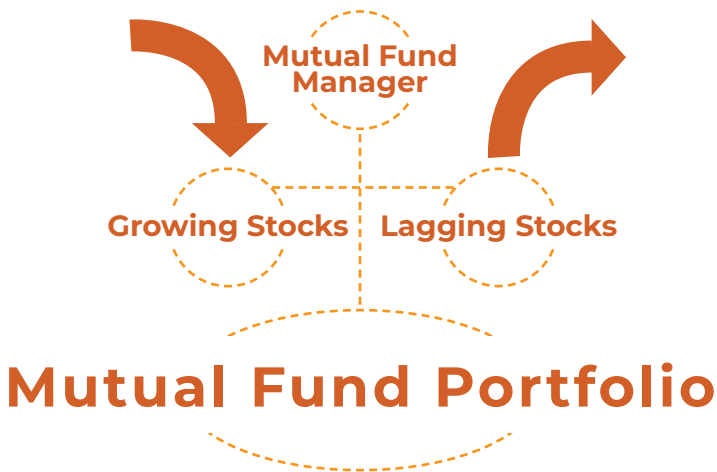 Mutual Fund
Manager
Growing Stocks
Lagging Stocks
Mutual Fund Portfolio